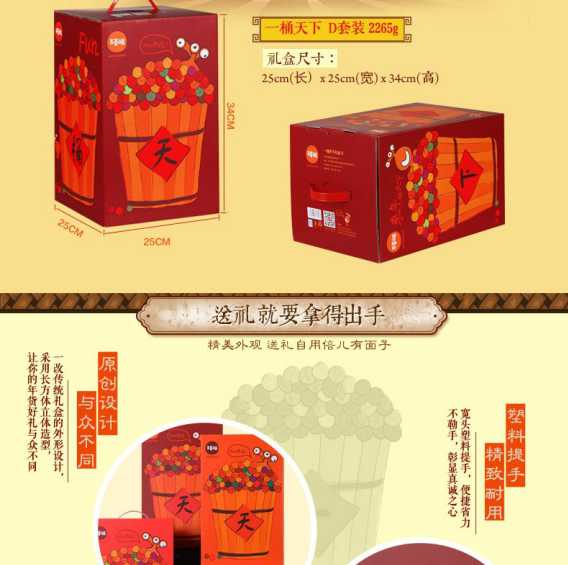 一桶天下 D套装 2265g
礼盒尺寸：
25cm(长) x 25cm(宽) x 34cm(高)
Fun
桶
天
34CM
25CM
25CM
下
送礼就要拿得出手
精美外观 送礼自用倍儿有面子
原创设计
与众不同
一改传统礼盒的外形设计，
采用长方体立体造型，
让你的年货好礼与众不同
塑料提手
精致耐用
宽头塑料提手，便捷省力
不勒手，彰显真诚之心
天
天